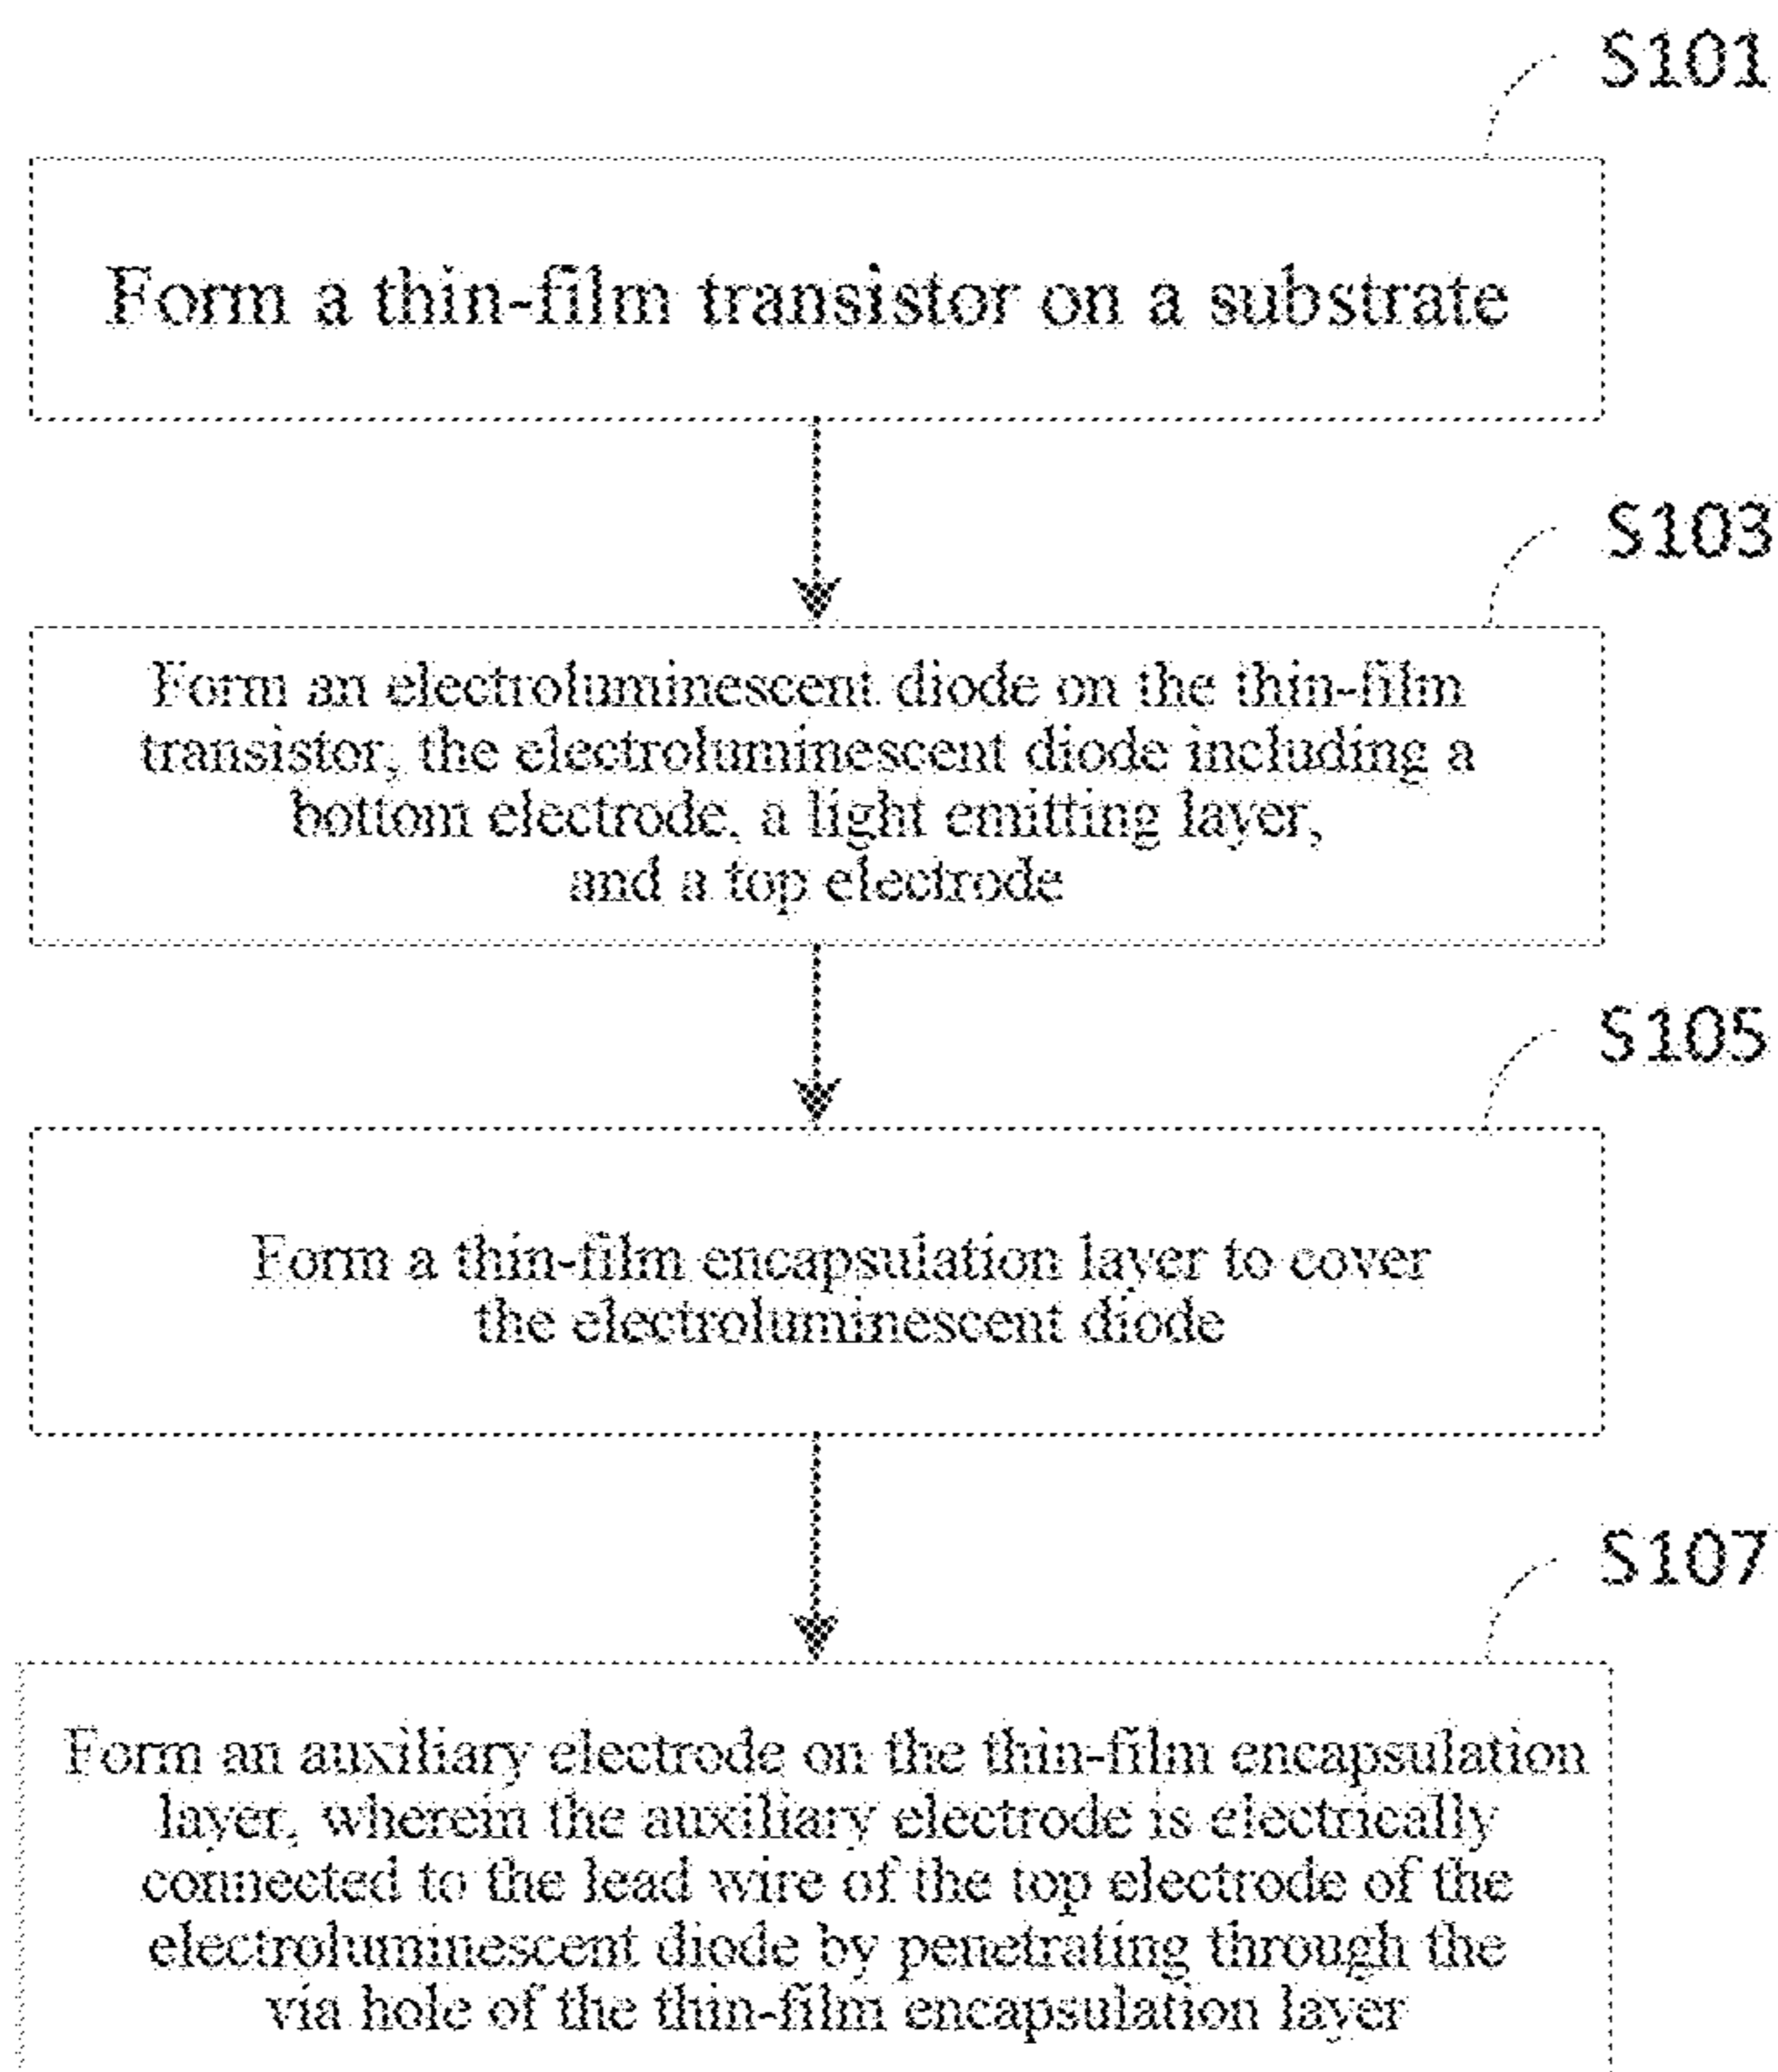 S101
Form a thin-film transistor on a substrate
S103
Form an electroluminescent diode on the thin-film
transistor, the electroluminescent diode including a
bottom electrode, a light emitting layer,
and a top electrode
S105
Form a thin-film encapsulation layer to cover
the electroluminescent diode
S107
Form an auxiliary electrode on the thin-film encapsulation
layer, wherein the auxiliary electrode is electrically
connected to the lead wire of the top electrode of the
electroluminescent diode by penetrating through the
via hole of the thin-film encapsulation layer